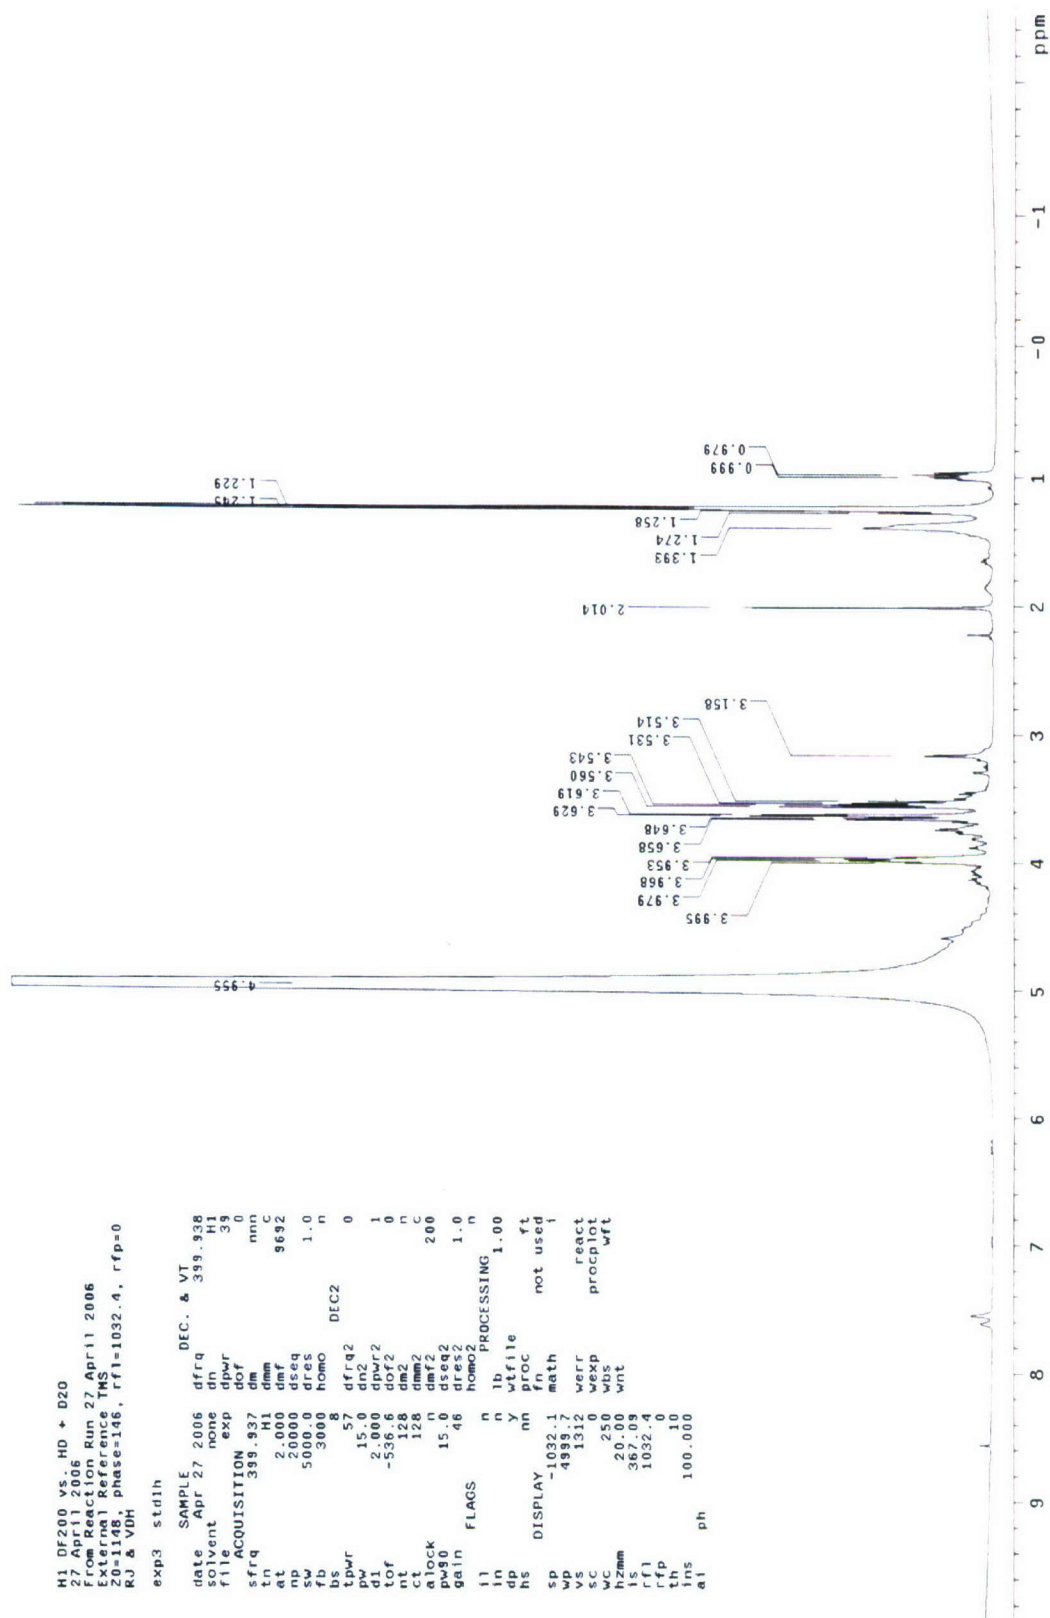 H1 DF200 vs. HD + D2O
27 April 2006
From Reaction Run 27 April 2006
External Reference TMS
Z0=1148, phase=146, rfl=1032.4, rfp=0
RJ & VDH
exp3 stdlh
SAMPLE DEC. & VT
date Apr 27 2006 dfrq 399.938
solvent none dn H1
file exp dpwr 39
ACQUISITION dof 0
sfrq 399.937 dm nnn
tn H1 dmm c
at 2.000 dmf 9692
np 20000 dseq
sw 5000.0 dres 1.0
fb 3000 homo n
bs 8 DEC2
tpwr 57 dfrq2 0
pw 15.0 dn2
d1 2.000 dpwr2 1
tof -536.6 dof2 0
nt 128 dm2 n
ct 128 dmm2 c
alock n dmf2 200
pw90 15.0 dseq2
gain 46 dres2 1.0
FLAGS homo2 n
il n PROCESSING
in n lb 1.00
dp y wtfile
hs nn proc ft
DISPLAY fn not used
sp -1032.1 math i
wp 4999.7
vs 1312 werr react
sc 0 wexp procplot
wc 250 wbs wft
hzmm 20.00 wnt
is 367.09
rfl 1032.4
rfp 0
th 10
ins 100.000
ai ph
4.955
3.995
3.979
3.968
3.953
3.658
3.648
3.629
3.619
3.560
3.543
3.531
3.514
3.158
2.014
1.393
1.274
1.258
1.245
1.229
0.999
0.979
9 8 7 6 5 4 3 2 1 -0 -1 ppm